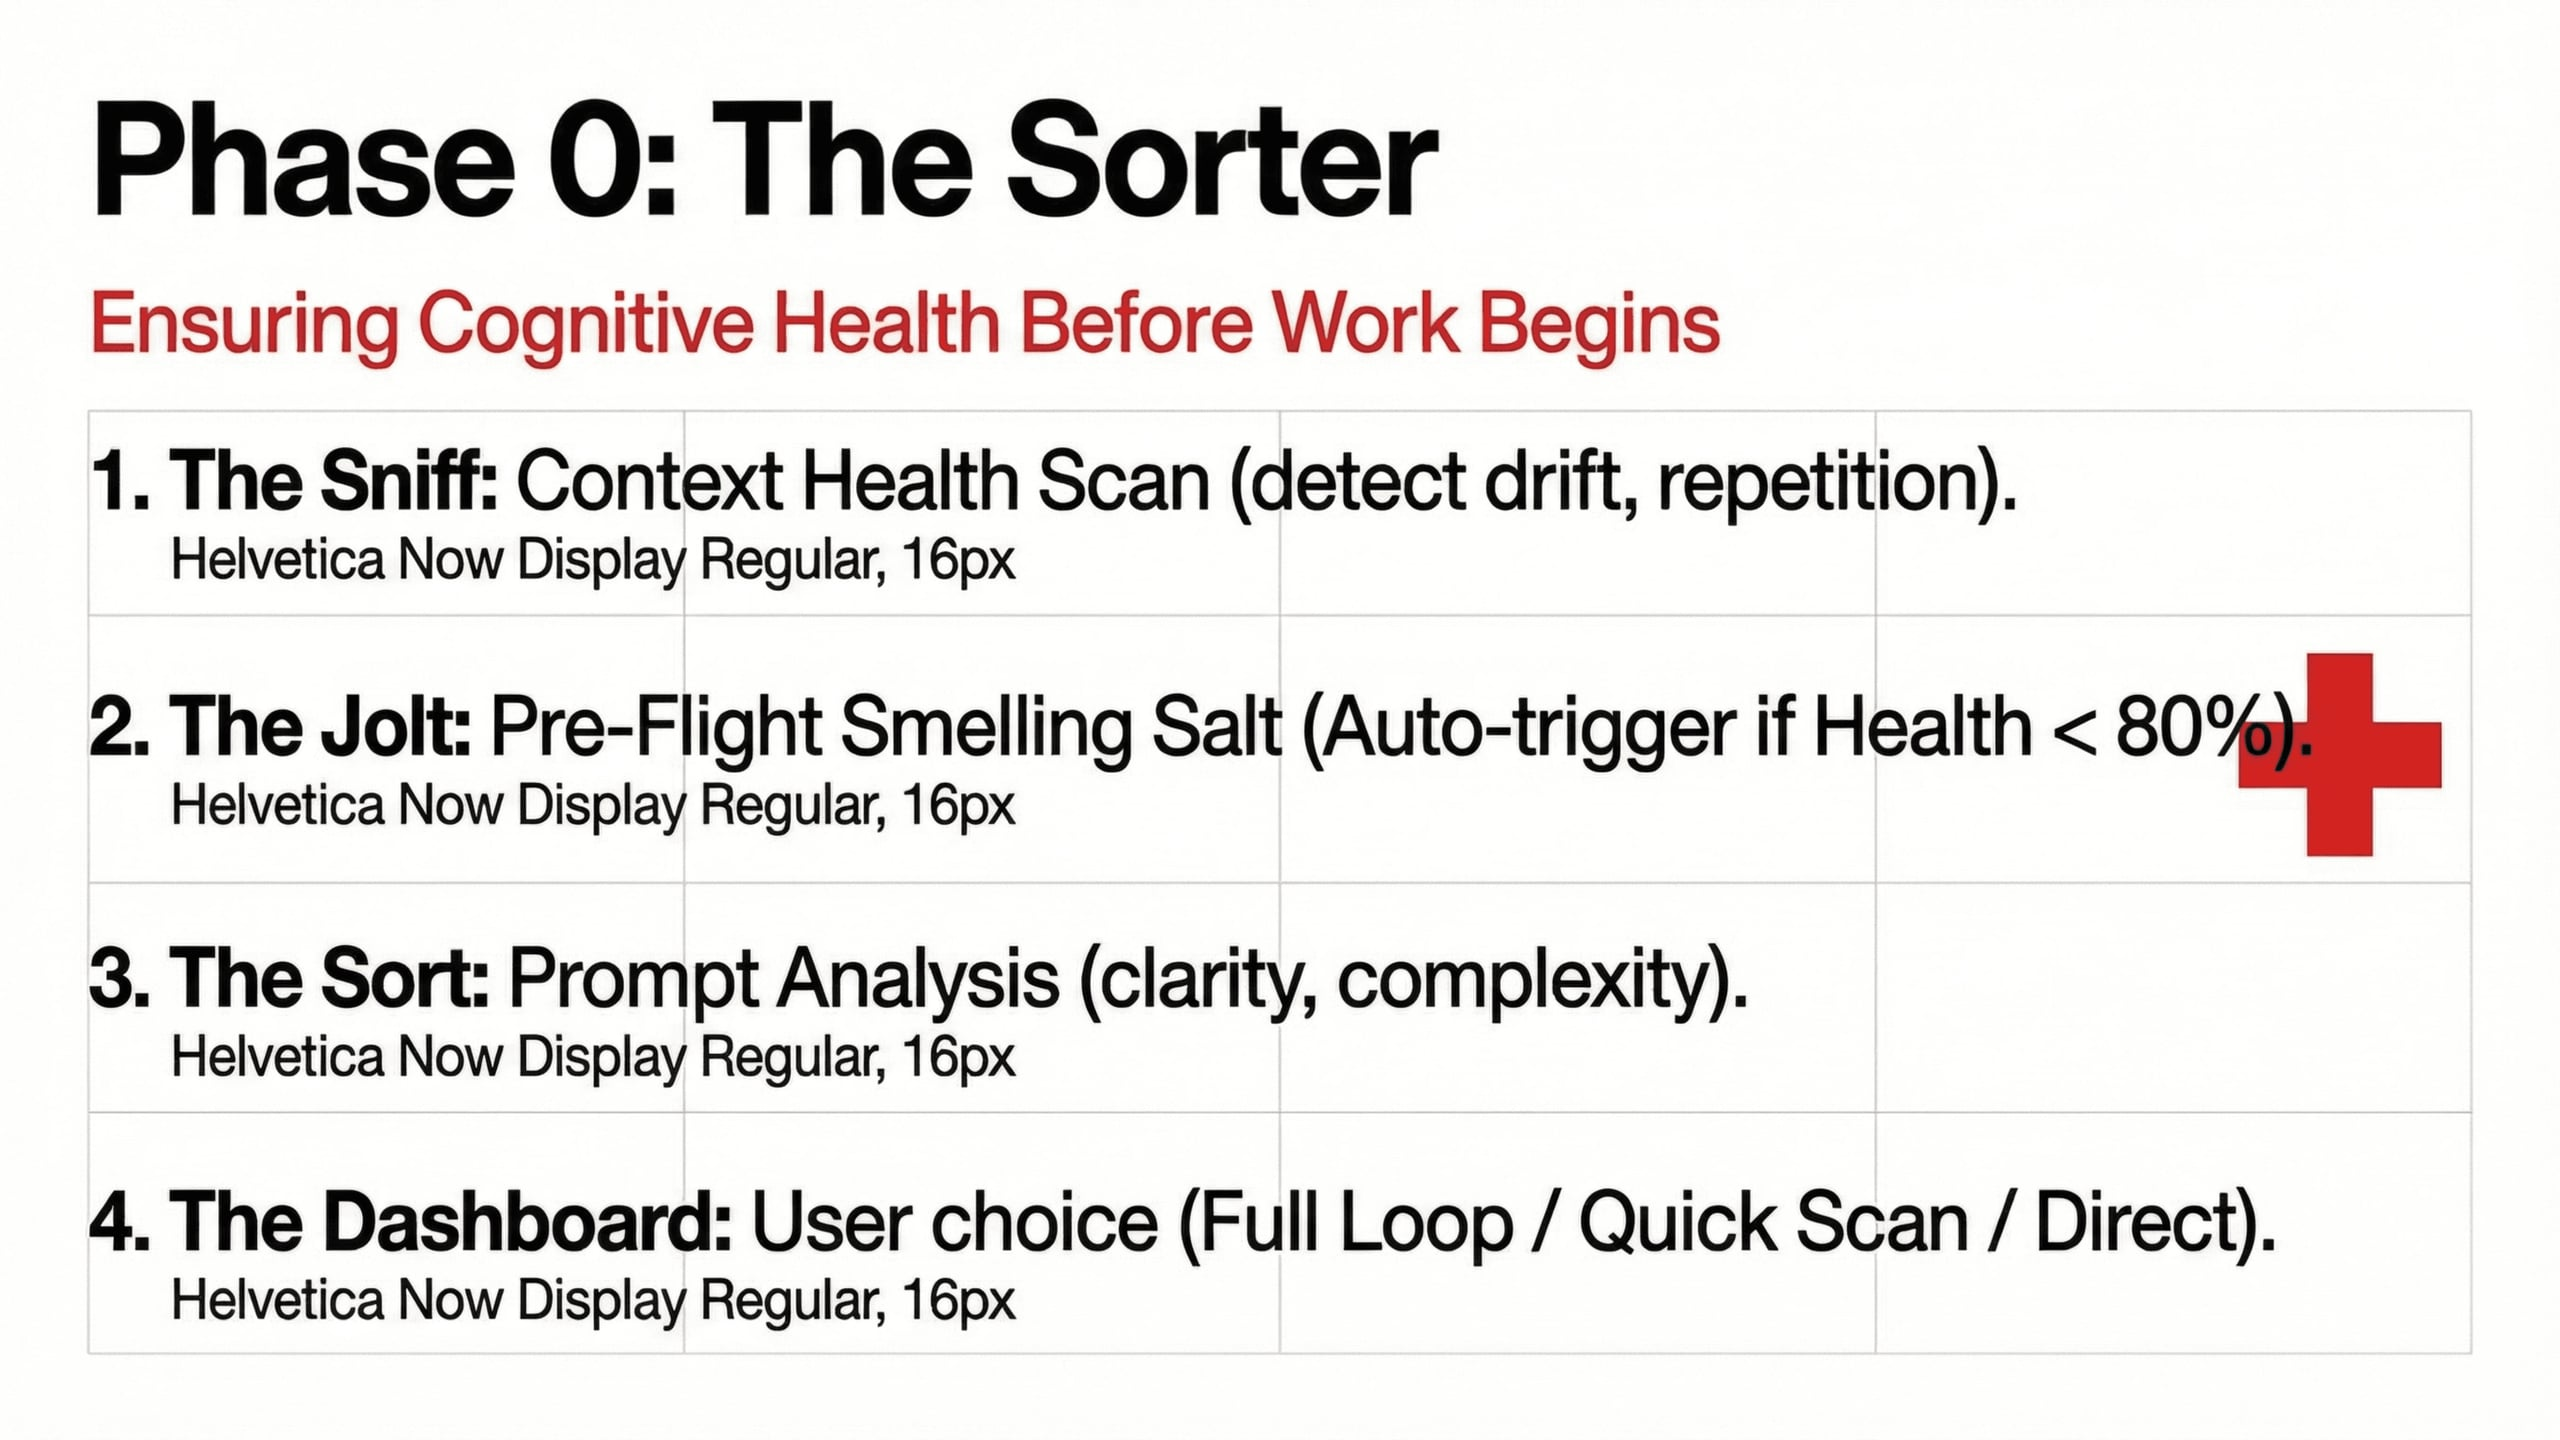 Phase 0: The Sorter
Ensuring Cognitive Health Before Work Begins
1. The Sniff: Context Health Scan (detect drift, repetition).
Helvetica Now Display Regular, 16px
2. The Jolt: Pre-Flight Smelling Salt (Auto-trigger if Health < 80%).
Helvetica Now Display Regular, 16px
3. The Sort: Prompt Analysis (clarity, complexity).
Helvetica Now Display Regular, 16px
4. The Dashboard: User choice (Full Loop / Quick Scan / Direct).
Helvetica Now Display Regular, 16px